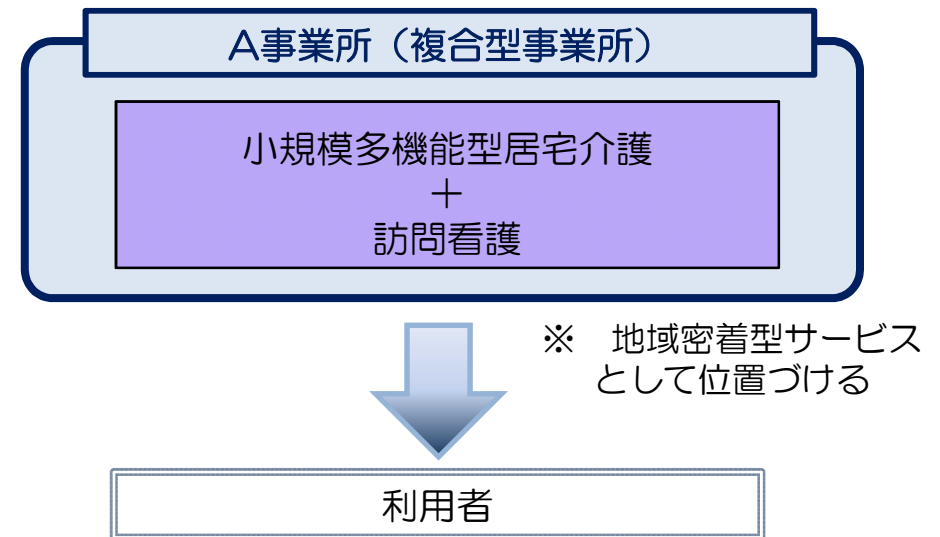 A事業所（複合型事業所）
小規模多機能型居宅介護
＋
訪問看護
※　地域密着型サービス
として位置づける
利用者